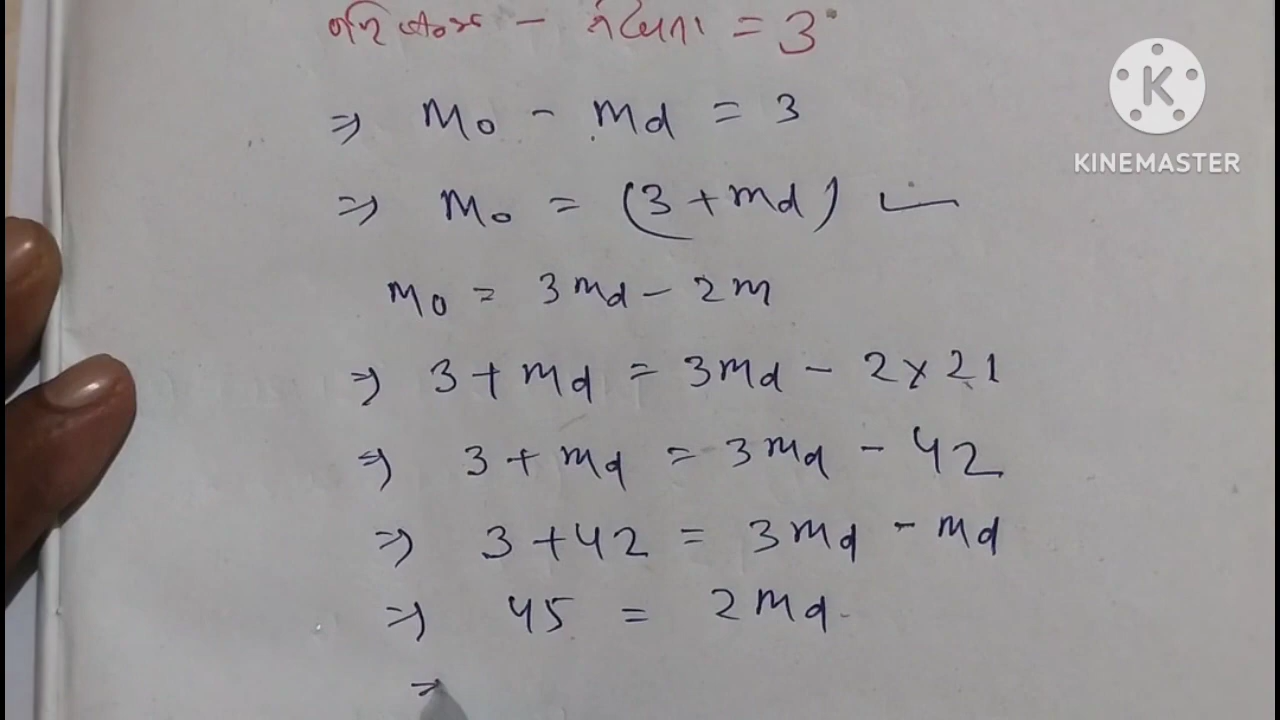 - = 3
⇒ Mo - Md = 3
⇒ Mo = (3 + Md)
Mo = 3Md - 2M
⇒ 3 + Md = 3Md - 2 × 21
⇒ 3 + Md = 3Md - 42
⇒ 3 + 42 = 3Md - Md
⇒ 45 = 2Md
⇒
K
KINEMASTER